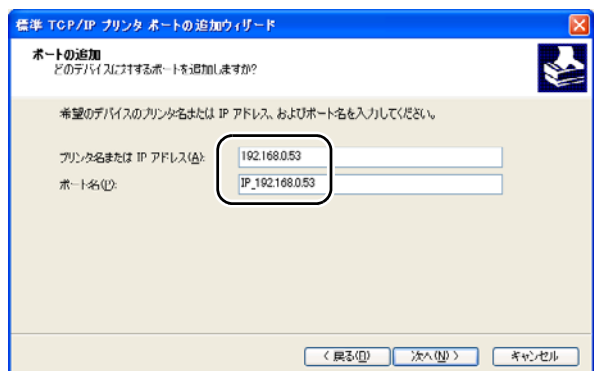 標準 TCP/IP プリンタ ポートの追加ウィザード
ポートの追加
どのデバイスに対するポートを追加しますか?
希望のデバイスのプリンタ名または IP アドレス、およびポート名を入力してください。
プリンタ名または IP アドレス(A):
192.168.0.53
ポート名(P):
IP_192.168.0.53
< 戻る(B)
次へ(N) >
キャンセル